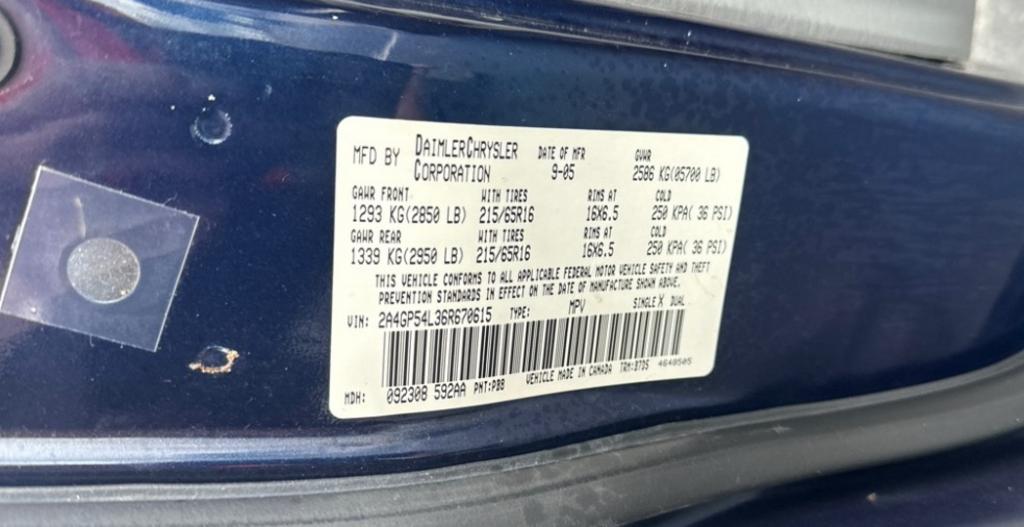 MFD BY DAIMLERCHRYSLER CORPORATION DATE OF MFR 9-05 GVWR 2586 KG(05700 LB)
GAWR FRONT WITH TIRES RIMS AT COLD
1293 KG(2850 LB) 215/65R16 16X6.5 250 KPA( 36 PSI)
GAWR REAR WITH TIRES RIMS AT COLD
1339 KG(2950 LB) 215/65R16 16X6.5 250 KPA( 36 PSI)
THIS VEHICLE CONFORMS TO ALL APPLICABLE FEDERAL MOTOR VEHICLE SAFETY AND THEFT
PREVENTION STANDARDS IN EFFECT ON THE DATE OF MANUFACTURE SHOWN ABOVE.
VIN: 2A4GP54L36R670615 TYPE: MPV SINGLE X DUAL
MDH: 092308 592AA PNT:PBB VEHICLE MADE IN CANADA TRM:B7D5 4648505